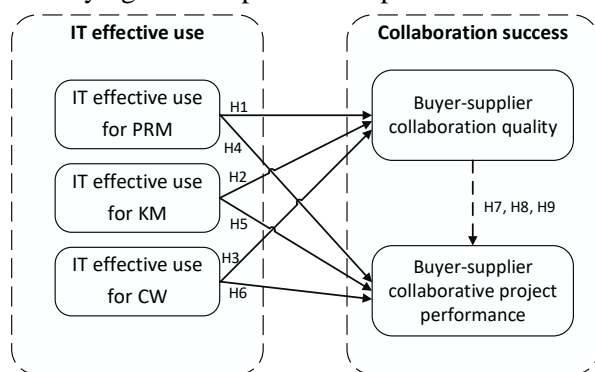 IT effective use
Collaboration success
IT effective use
for PRM
H1
H4
Buyer-supplier
collaboration quality
IT effective use
for KM
H2
H5
H7, H8, H9
IT effective use
for CW
H3
H6
Buyer-supplier
collaborative project
performance